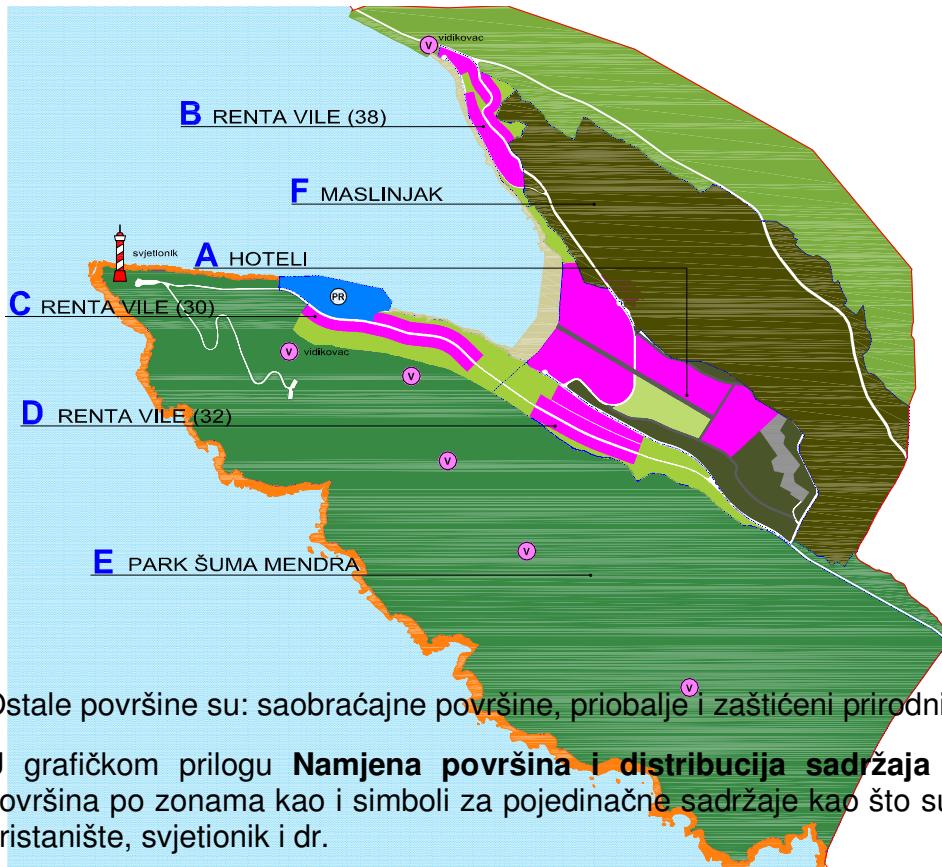 V vidikovac
B RENTA VILE (38)
F MASLINJAK
svjetionik
A HOTELI
PR
C RENTA VILE (30)
V vidikovac
V
D RENTA VILE (32)
V
V
E PARK ŠUMA MENDRA
V
Ostale površine su: saobraćajne površine, priobalje i zaštićeni prirodni
U grafičkom prilogu Namjena površina i distribucija sadržaja
površina po zonama kao i simboli za pojedinačne sadržaje kao što su
pristanište, svjetionik i dr.